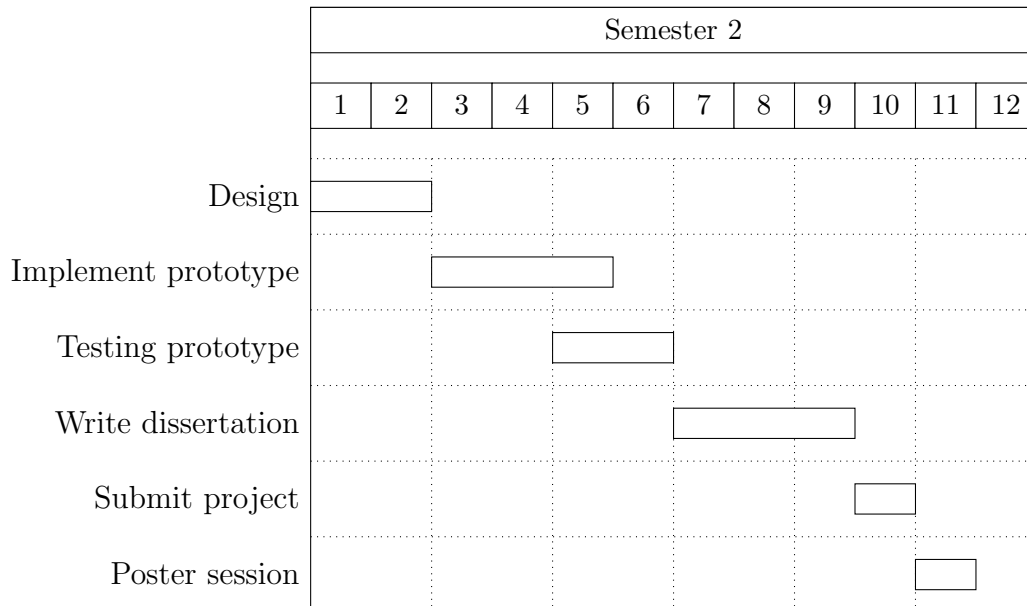 Semester 2
1 2 3 4 5 6 7 8 9 10 11 12
Design
Implement prototype
Testing prototype
Write dissertation
Submit project
Poster session